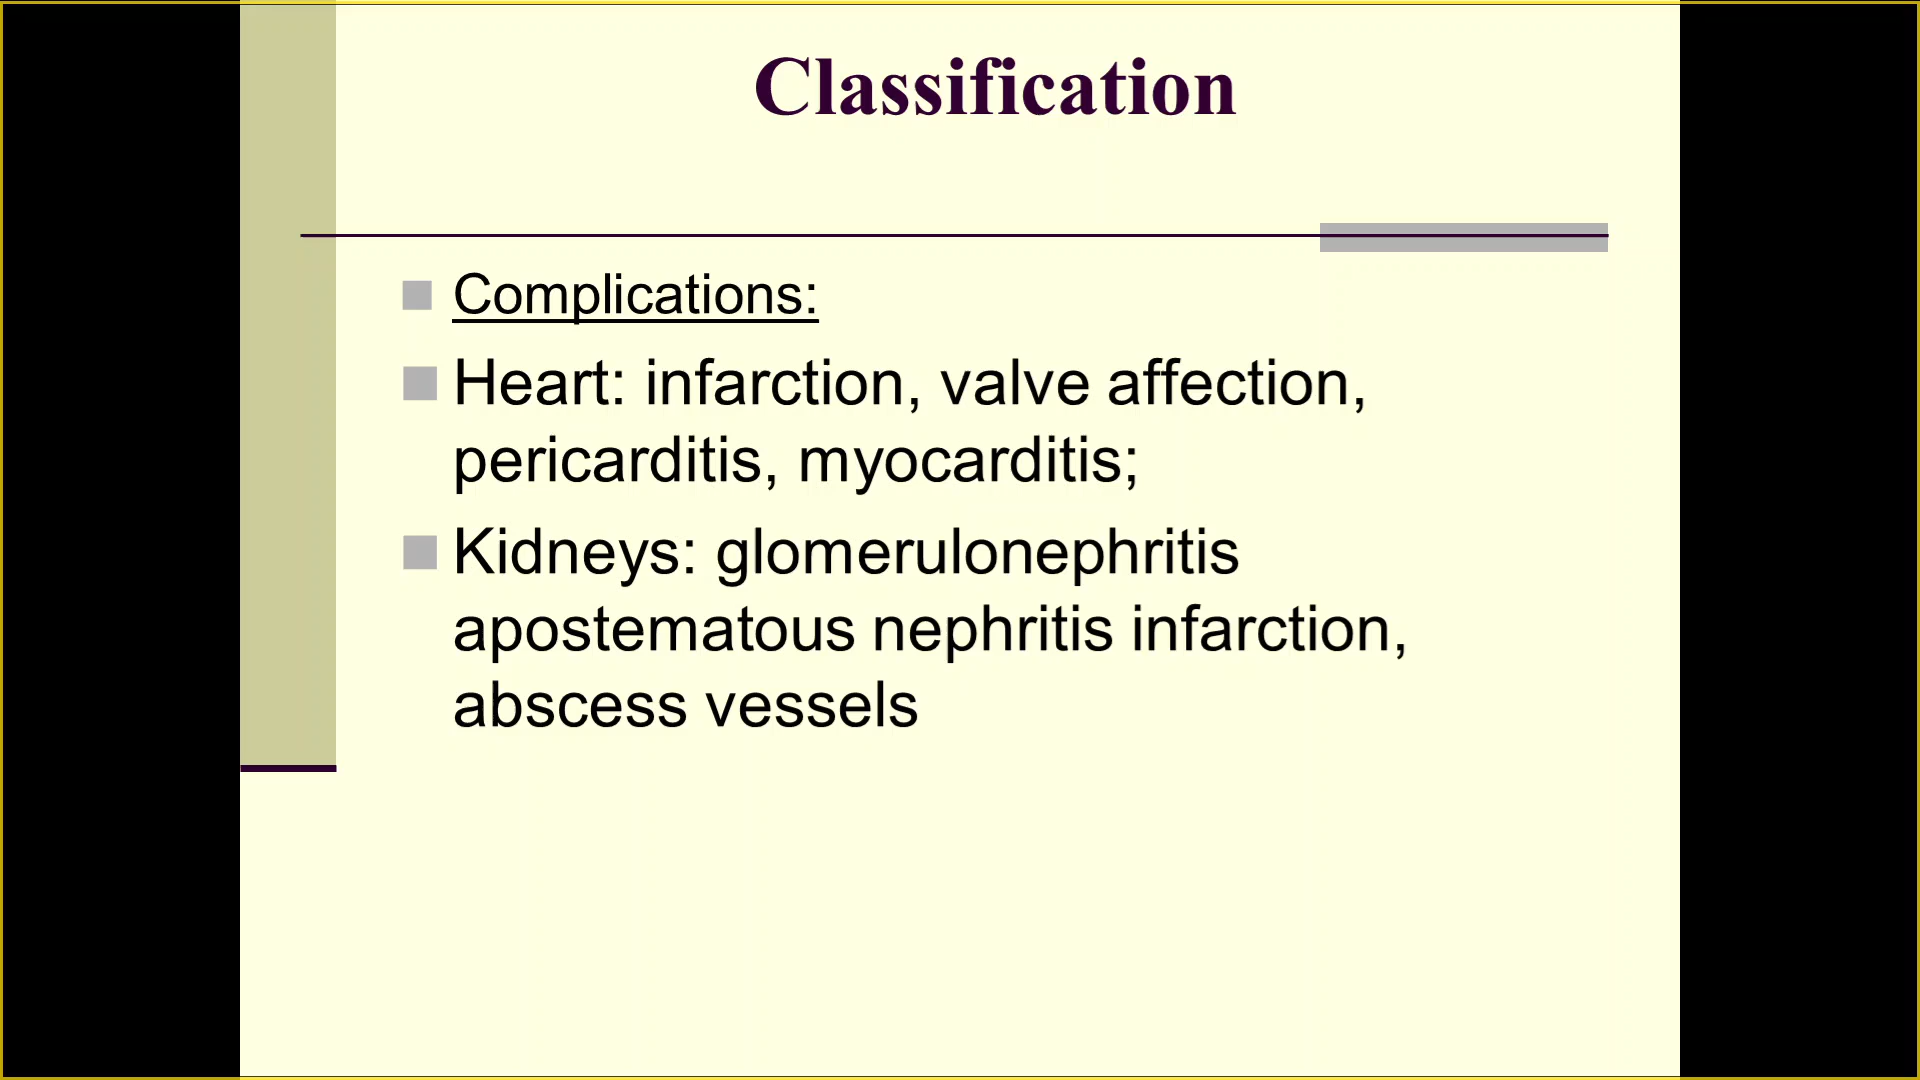 Classification
Complications:
Heart: infarction, valve affection,
pericarditis, myocarditis;
Kidneys: glomerulonephritis
apostematous nephritis infarction,
abscess vessels